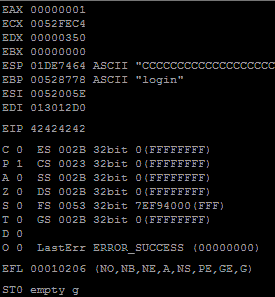 EAX 00000001
ECX 0052FEC4
EDX 00000350
EBX 00000000
ESP 01DE7464 ASCII "CCCCCCCCCCCCCCCCCCC
EBP 00528778 ASCII "login"
ESI 0052005E
EDI 013012D0
EIP 42424242
C 0 ES 002B 32bit 0(FFFFFFFF)
P 1 CS 0023 32bit 0(FFFFFFFF)
A 0 SS 002B 32bit 0(FFFFFFFF)
Z 0 DS 002B 32bit 0(FFFFFFFF)
S 0 FS 0053 32bit 7EF94000(FFF)
T 0 GS 002B 32bit 0(FFFFFFFF)
D 0
O 0 LastErr ERROR_SUCCESS (00000000)
EFL 00010206 (NO,NB,NE,A,NS,PE,GE,G)
ST0 empty g